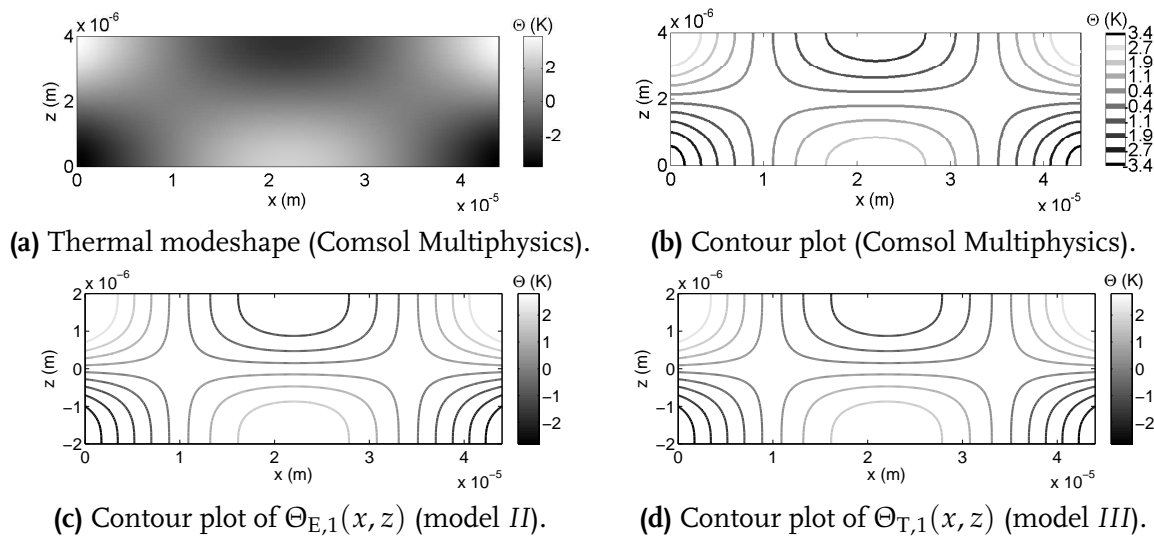 x 10⁻⁶
Θ (K)
4
2
0
z (m)
0
1
2
3
4
x (m)
x 10⁻⁵
2
0
-2
(a) Thermal modeshape (Comsol Multiphysics).
x 10⁻⁶
Θ (K)
4
2
0
z (m)
0
1
2
3
4
x (m)
x 10⁻⁵
3.4
2.7
1.9
1.1
0.4
-0.4
-1.1
-1.9
-2.7
-3.4
(b) Contour plot (Comsol Multiphysics).
x 10⁻⁶
Θ (K)
2
1
0
−1
−2
z (m)
0
1
2
3
4
x (m)
x 10⁻⁵
2
1
0
−1
−2
(c) Contour plot of Θ_E,1(x, z) (model II).
x 10⁻⁶
Θ (K)
2
1
0
−1
−2
z (m)
0
1
2
3
4
x (m)
x 10⁻⁵
2
1
0
−1
−2
(d) Contour plot of Θ_T,1(x, z) (model III).